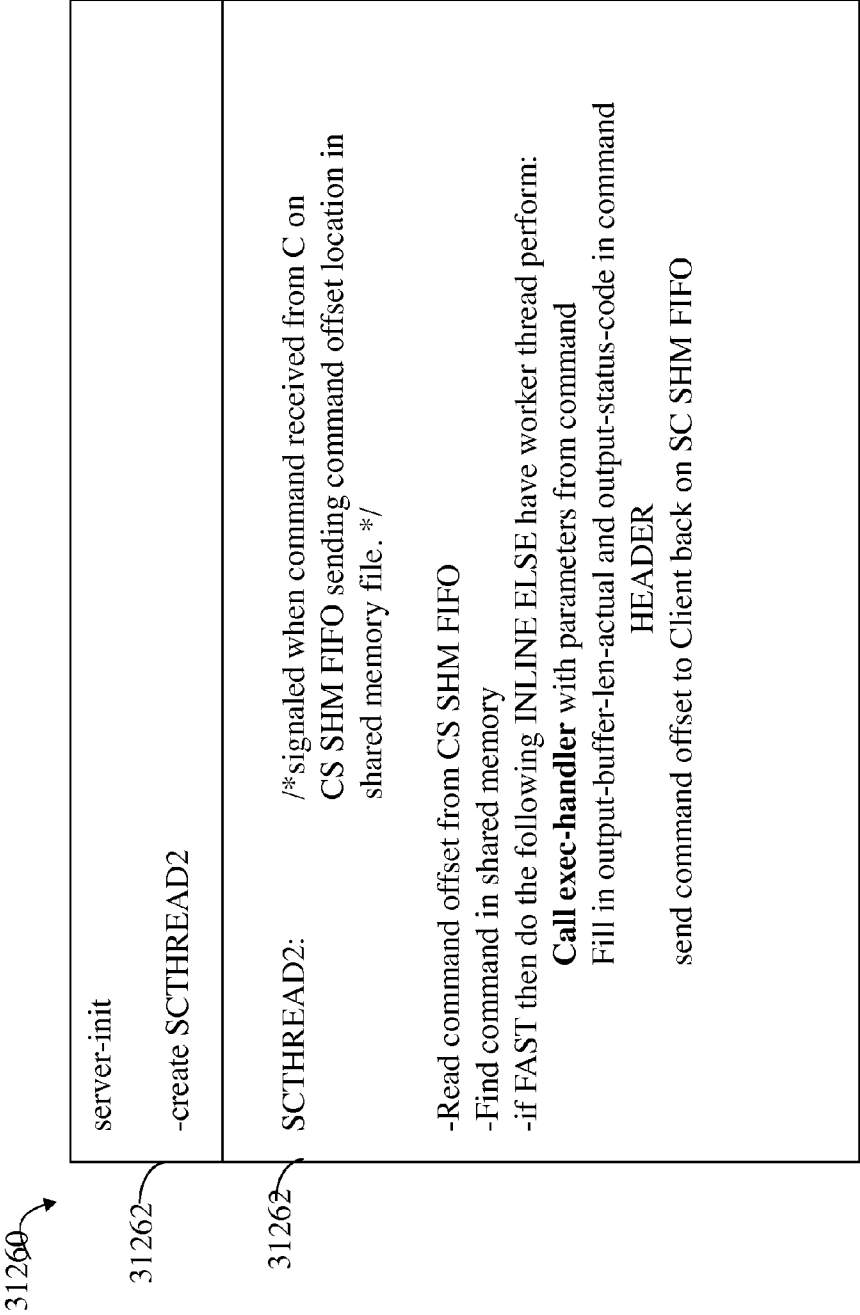 31260
server-init
31262
-create SCTHREAD2
31262
SCTHREAD2: /*signaled when command received from C on
CS SHM FIFO sending command offset location in
shared memory file. */
-Read command offset from CS SHM FIFO
-Find command in shared memory
-if FAST then do the following INLINE ELSE have worker thread perform:
Call exec-handler with parameters from command
Fill in output-buffer-len-actual and output-status-code in command
HEADER
send command offset to Client back on SC SHM FIFO